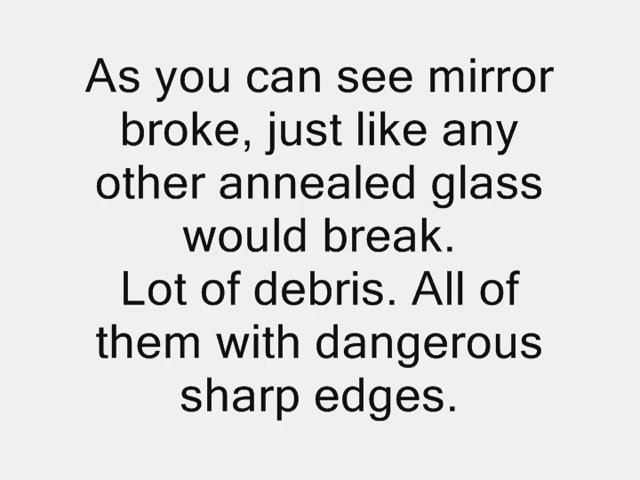 As you can see mirror
broke, just like any
other annealed glass
would break.
Lot of debris. All of
them with dangerous
sharp edges.